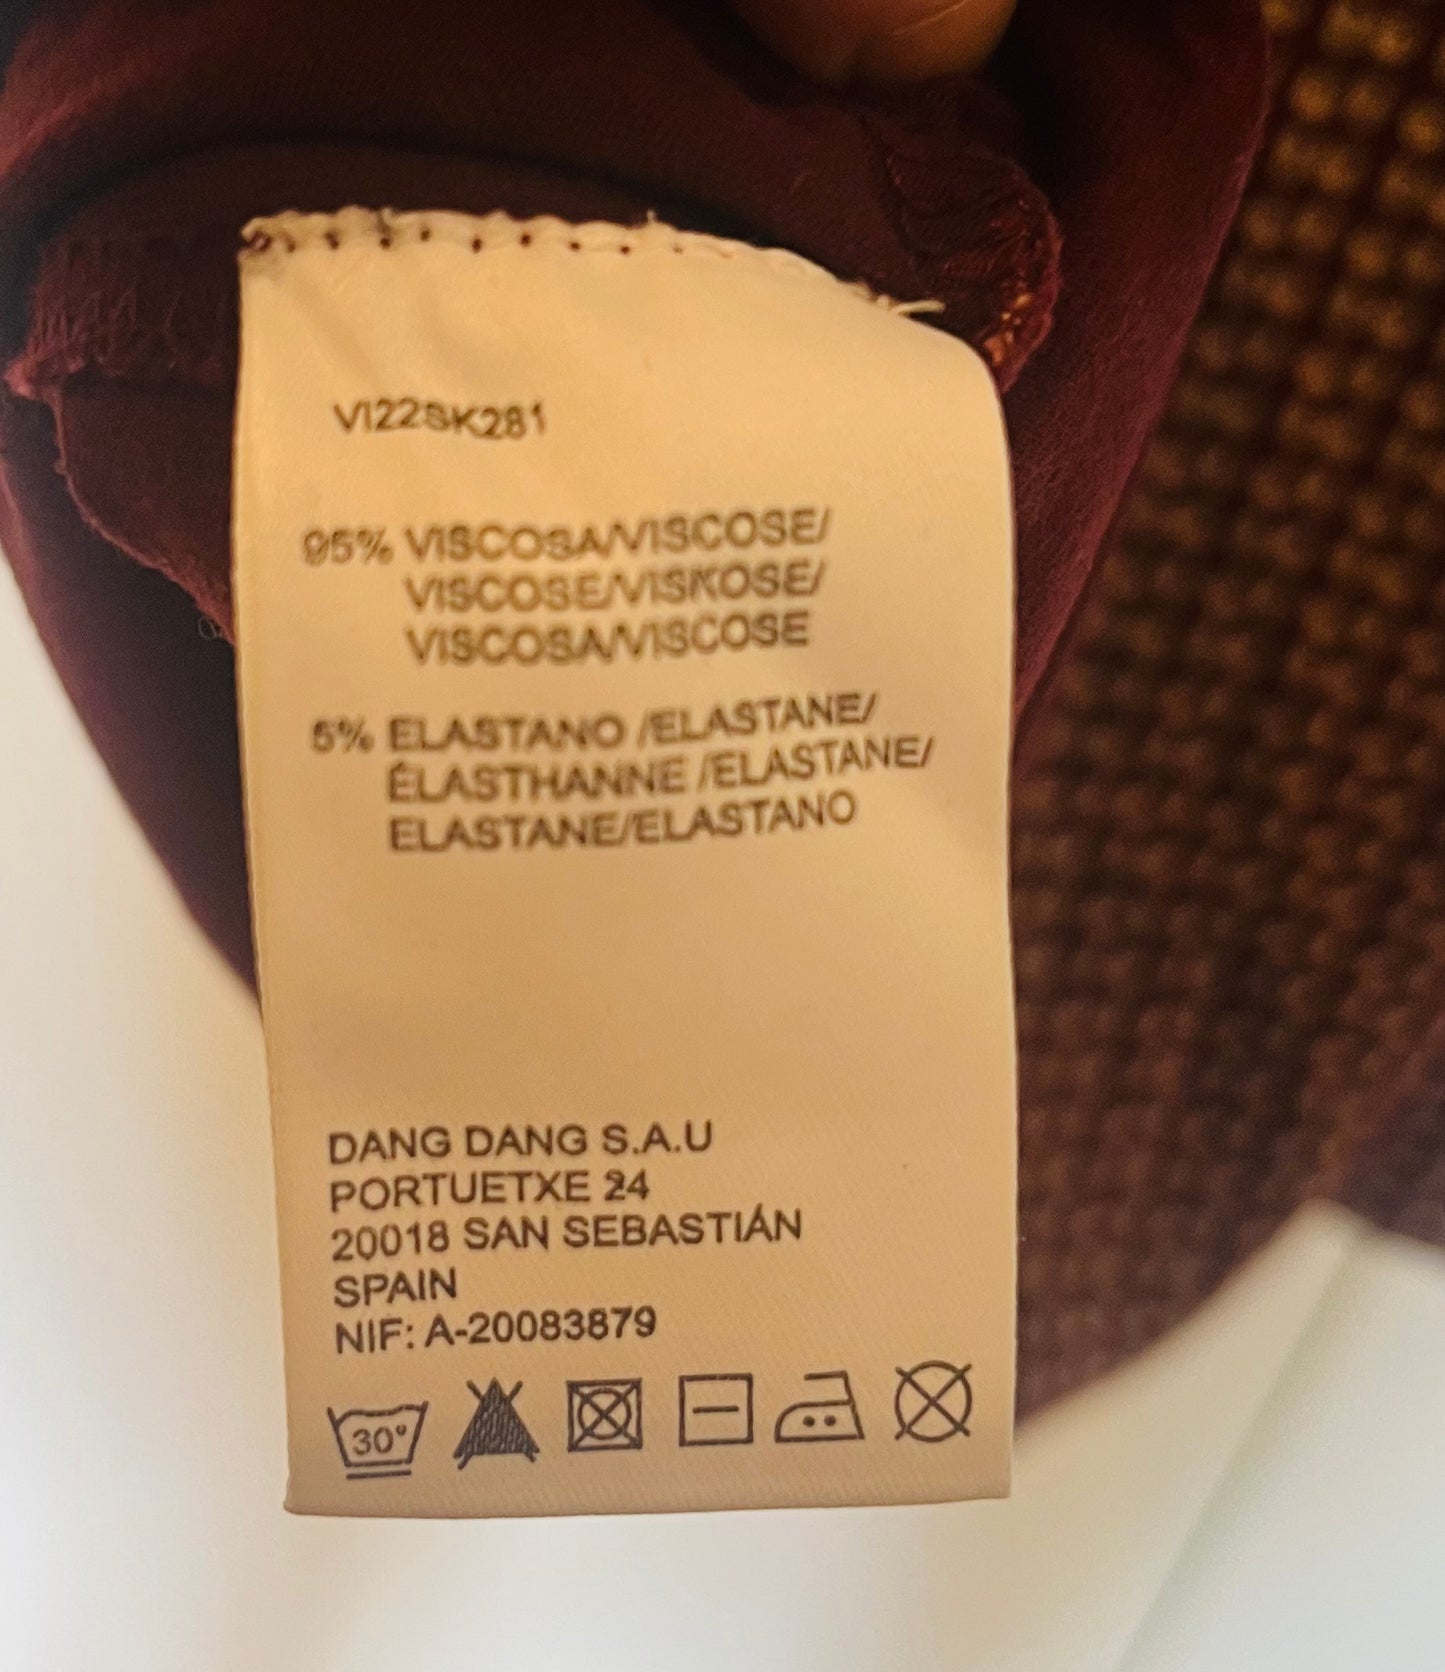 VI22SK281
95% VISCOSA/VISCOSE/
VISCOSE/VISKOSE/
VISCOSA/VISCOSE
5% ELASTANO /ELASTANE/
ÉLASTHANNE /ELASTANE/
ELASTANE/ELASTANO
DANG DANG S.A.U
PORTUETXE 24
20018 SAN SEBASTIÁN
SPAIN
NIF: A-20083879
30°